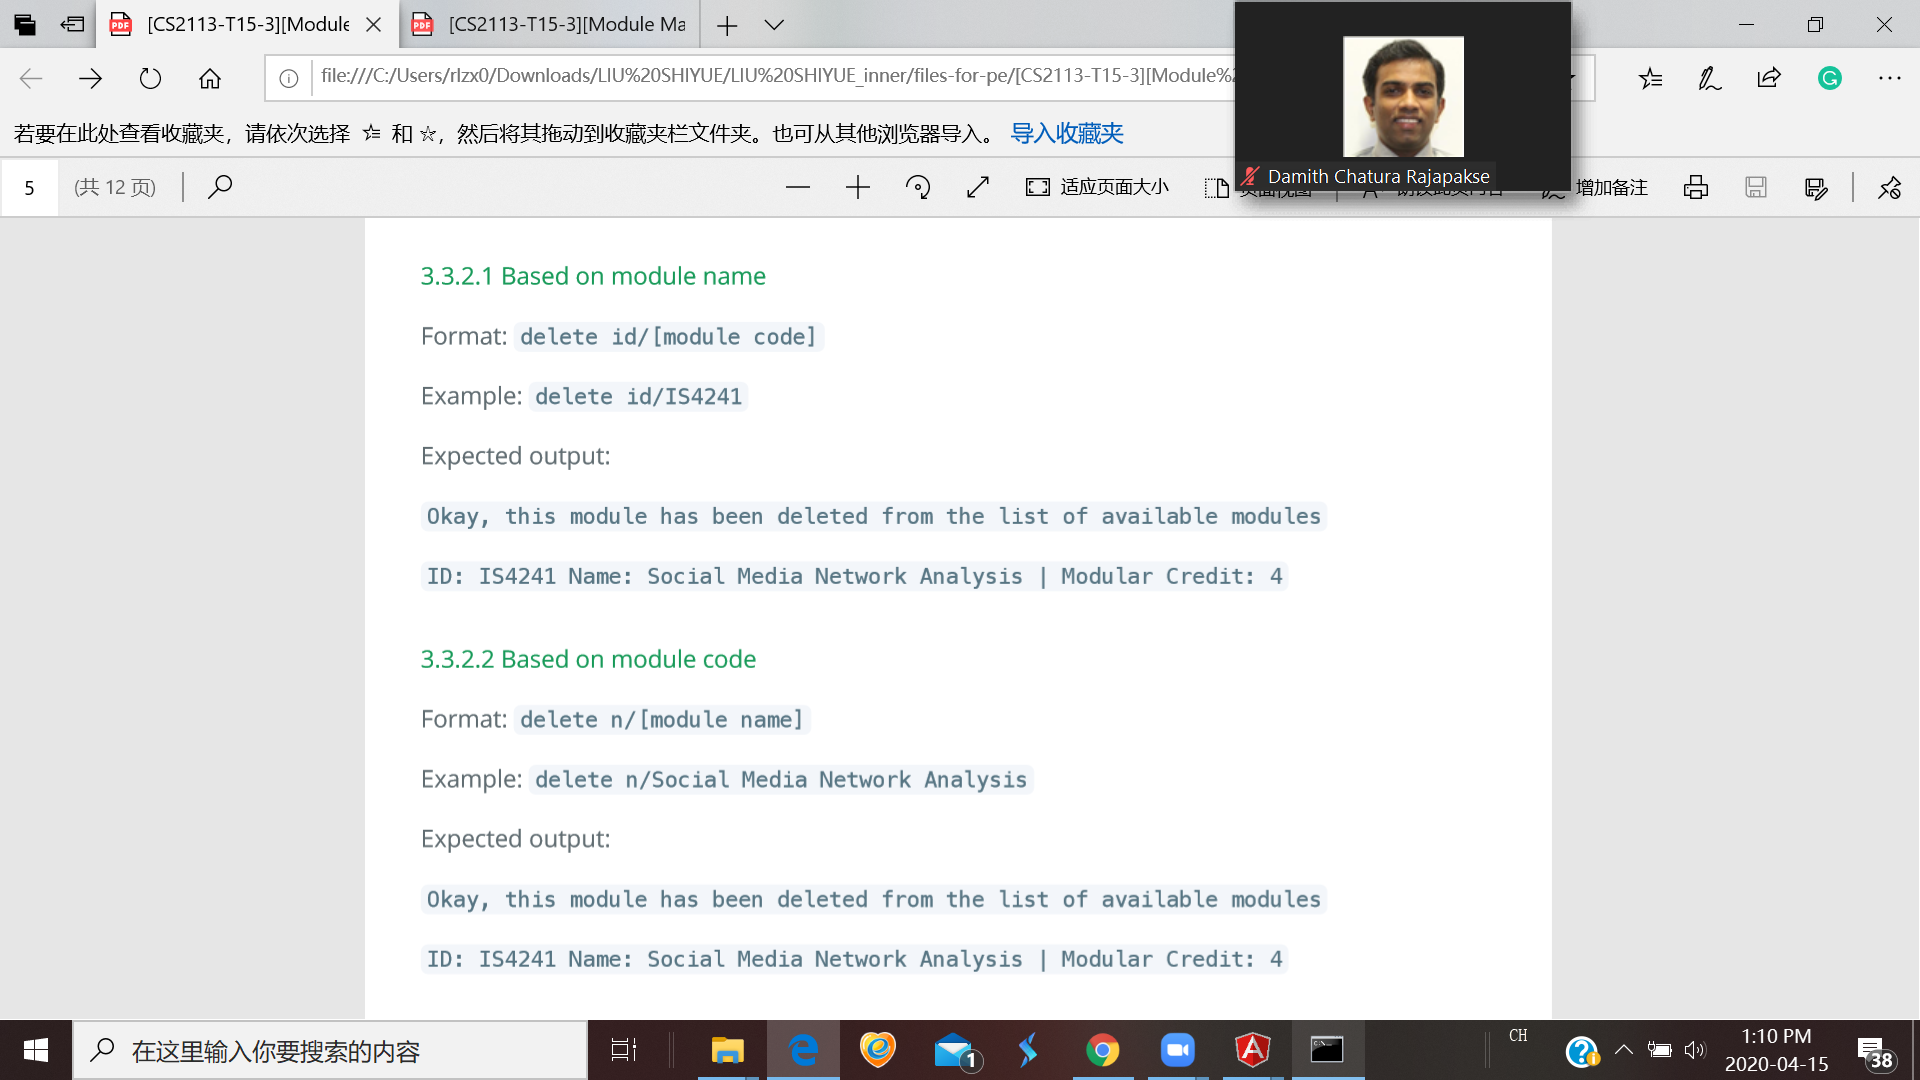 [CS2113-T15-3][Module
[CS2113-T15-3][Module Ma
file:///C:/Users/rlzx0/Downloads/LIU%20SHIYUE/LIU%20SHIYUE_inner/files-for-pe/[CS2113-T15-3][Module%2
若要在此处查看收藏夹，请依次选择 和 ，然后将其拖动到收藏夹栏文件夹。也可从其他浏览器导入。 导入收藏夹
Damith Chatura Rajapakse
5 (共 12 页) 适应页面大小 增加备注
3.3.2.1 Based on module name
Format: delete id/[module code]
Example: delete id/IS4241
Expected output:
Okay, this module has been deleted from the list of available modules
ID: IS4241 Name: Social Media Network Analysis | Modular Credit: 4
3.3.2.2 Based on module code
Format: delete n/[module name]
Example: delete n/Social Media Network Analysis
Expected output:
Okay, this module has been deleted from the list of available modules
ID: IS4241 Name: Social Media Network Analysis | Modular Credit: 4
在这里输入你要搜索的内容
1
CH
1:10 PM
2020-04-15
38